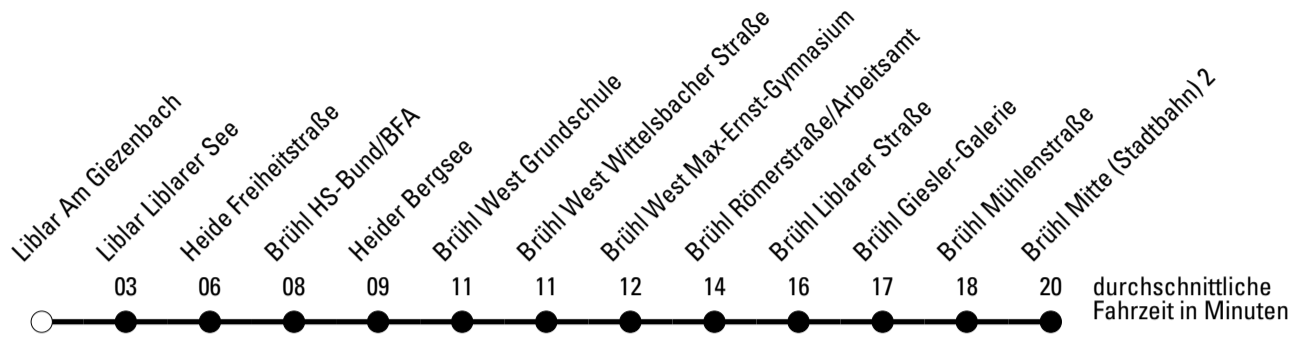 Liblar Am Giezenbach
Liblar Liblarer See
Heide Freiheitstraße
Brühl HS-Bund/BFA
Heider Bergsee
Brühl West Grundschule
Brühl West Wittelsbacher Straße
Brühl West Max-Ernst-Gymnasium
Brühl Römerstraße/Arbeitsamt
Brühl Liblarer Straße
Brühl Giesler-Galerie
Brühl Mühlenstraße
Brühl Mitte (Stadtbahn) 2
03 06 08 09 11 11 12 14 16 17 18 20
durchschnittliche
Fahrzeit in Minuten